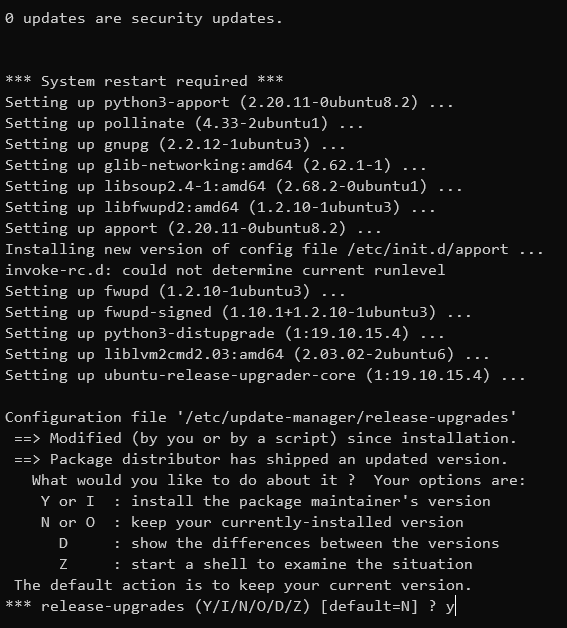 0 updates are security updates.
*** System restart required ***
Setting up python3-apport (2.20.11-0ubuntu8.2) ...
Setting up pollinate (4.33-2ubuntu1) ...
Setting up gnupg (2.2.12-1ubuntu3) ...
Setting up glib-networking:amd64 (2.62.1-1) ...
Setting up libsoup2.4-1:amd64 (2.68.2-0ubuntu1) ...
Setting up libfwupd2:amd64 (1.2.10-1ubuntu3) ...
Setting up apport (2.20.11-0ubuntu8.2) ...
Installing new version of config file /etc/init.d/apport ...
invoke-rc.d: could not determine current runlevel
Setting up fwupd (1.2.10-1ubuntu3) ...
Setting up fwupd-signed (1.10.1+1.2.10-1ubuntu3) ...
Setting up python3-distupgrade (1:19.10.15.4) ...
Setting up liblvm2cmd2.03:amd64 (2.03.02-2ubuntu6) ...
Setting up ubuntu-release-upgrader-core (1:19.10.15.4) ...
Configuration file '/etc/update-manager/release-upgrades'
 ==> Modified (by you or by a script) since installation.
 ==> Package distributor has shipped an updated version.
   What would you like to do about it ?  Your options are:
    Y or I  : install the package maintainer's version
    N or O  : keep your currently-installed version
      D     : show the differences between the versions
      Z     : start a shell to examine the situation
 The default action is to keep your current version.
*** release-upgrades (Y/I/N/O/D/Z) [default=N] ? y